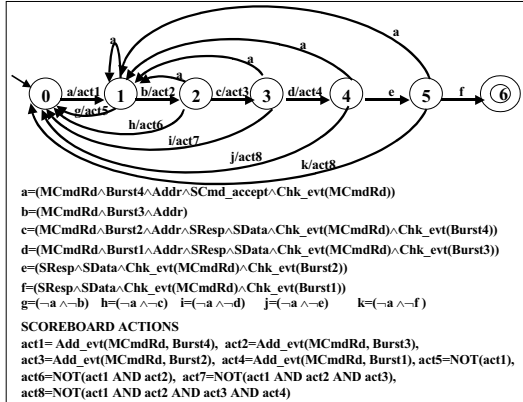 a
a
a
a
a
0
a/act1
1
b/act2
2
c/act3
3
d/act4
4
e
5
f
6
g/act5
h/act6
i/act7
j/act8
k/act8
a=(MCmdRd∧Burst4∧Addr∧SCmd_accept∧Chk_evt(MCmdRd))
b=(MCmdRd∧Burst3∧Addr)
c=(MCmdRd∧Burst2∧Addr∧SResp∧SData∧Chk_evt(MCmdRd)∧Chk_evt(Burst4))
d=(MCmdRd∧Burst1∧Addr∧SResp∧SData∧Chk_evt(MCmdRd)∧Chk_evt(Burst3))
e=(SResp∧SData∧Chk_evt(MCmdRd)∧Chk_evt(Burst2))
f=(SResp∧SData∧Chk_evt(MCmdRd)∧Chk_evt(Burst1))
g=(¬a ∧¬b) h=(¬a ∧¬c) i=(¬a ∧¬d) j=(¬a ∧¬e) k=(¬a ∧¬f )
SCOREBOARD ACTIONS
act1= Add_evt(MCmdRd, Burst4), act2=Add_evt(MCmdRd, Burst3),
act3=Add_evt(MCmdRd, Burst2), act4=Add_evt(MCmdRd, Burst1), act5=NOT(act1),
act6=NOT(act1 AND act2), act7=NOT(act1 AND act2 AND act3),
act8=NOT(act1 AND act2 AND act3 AND act4)